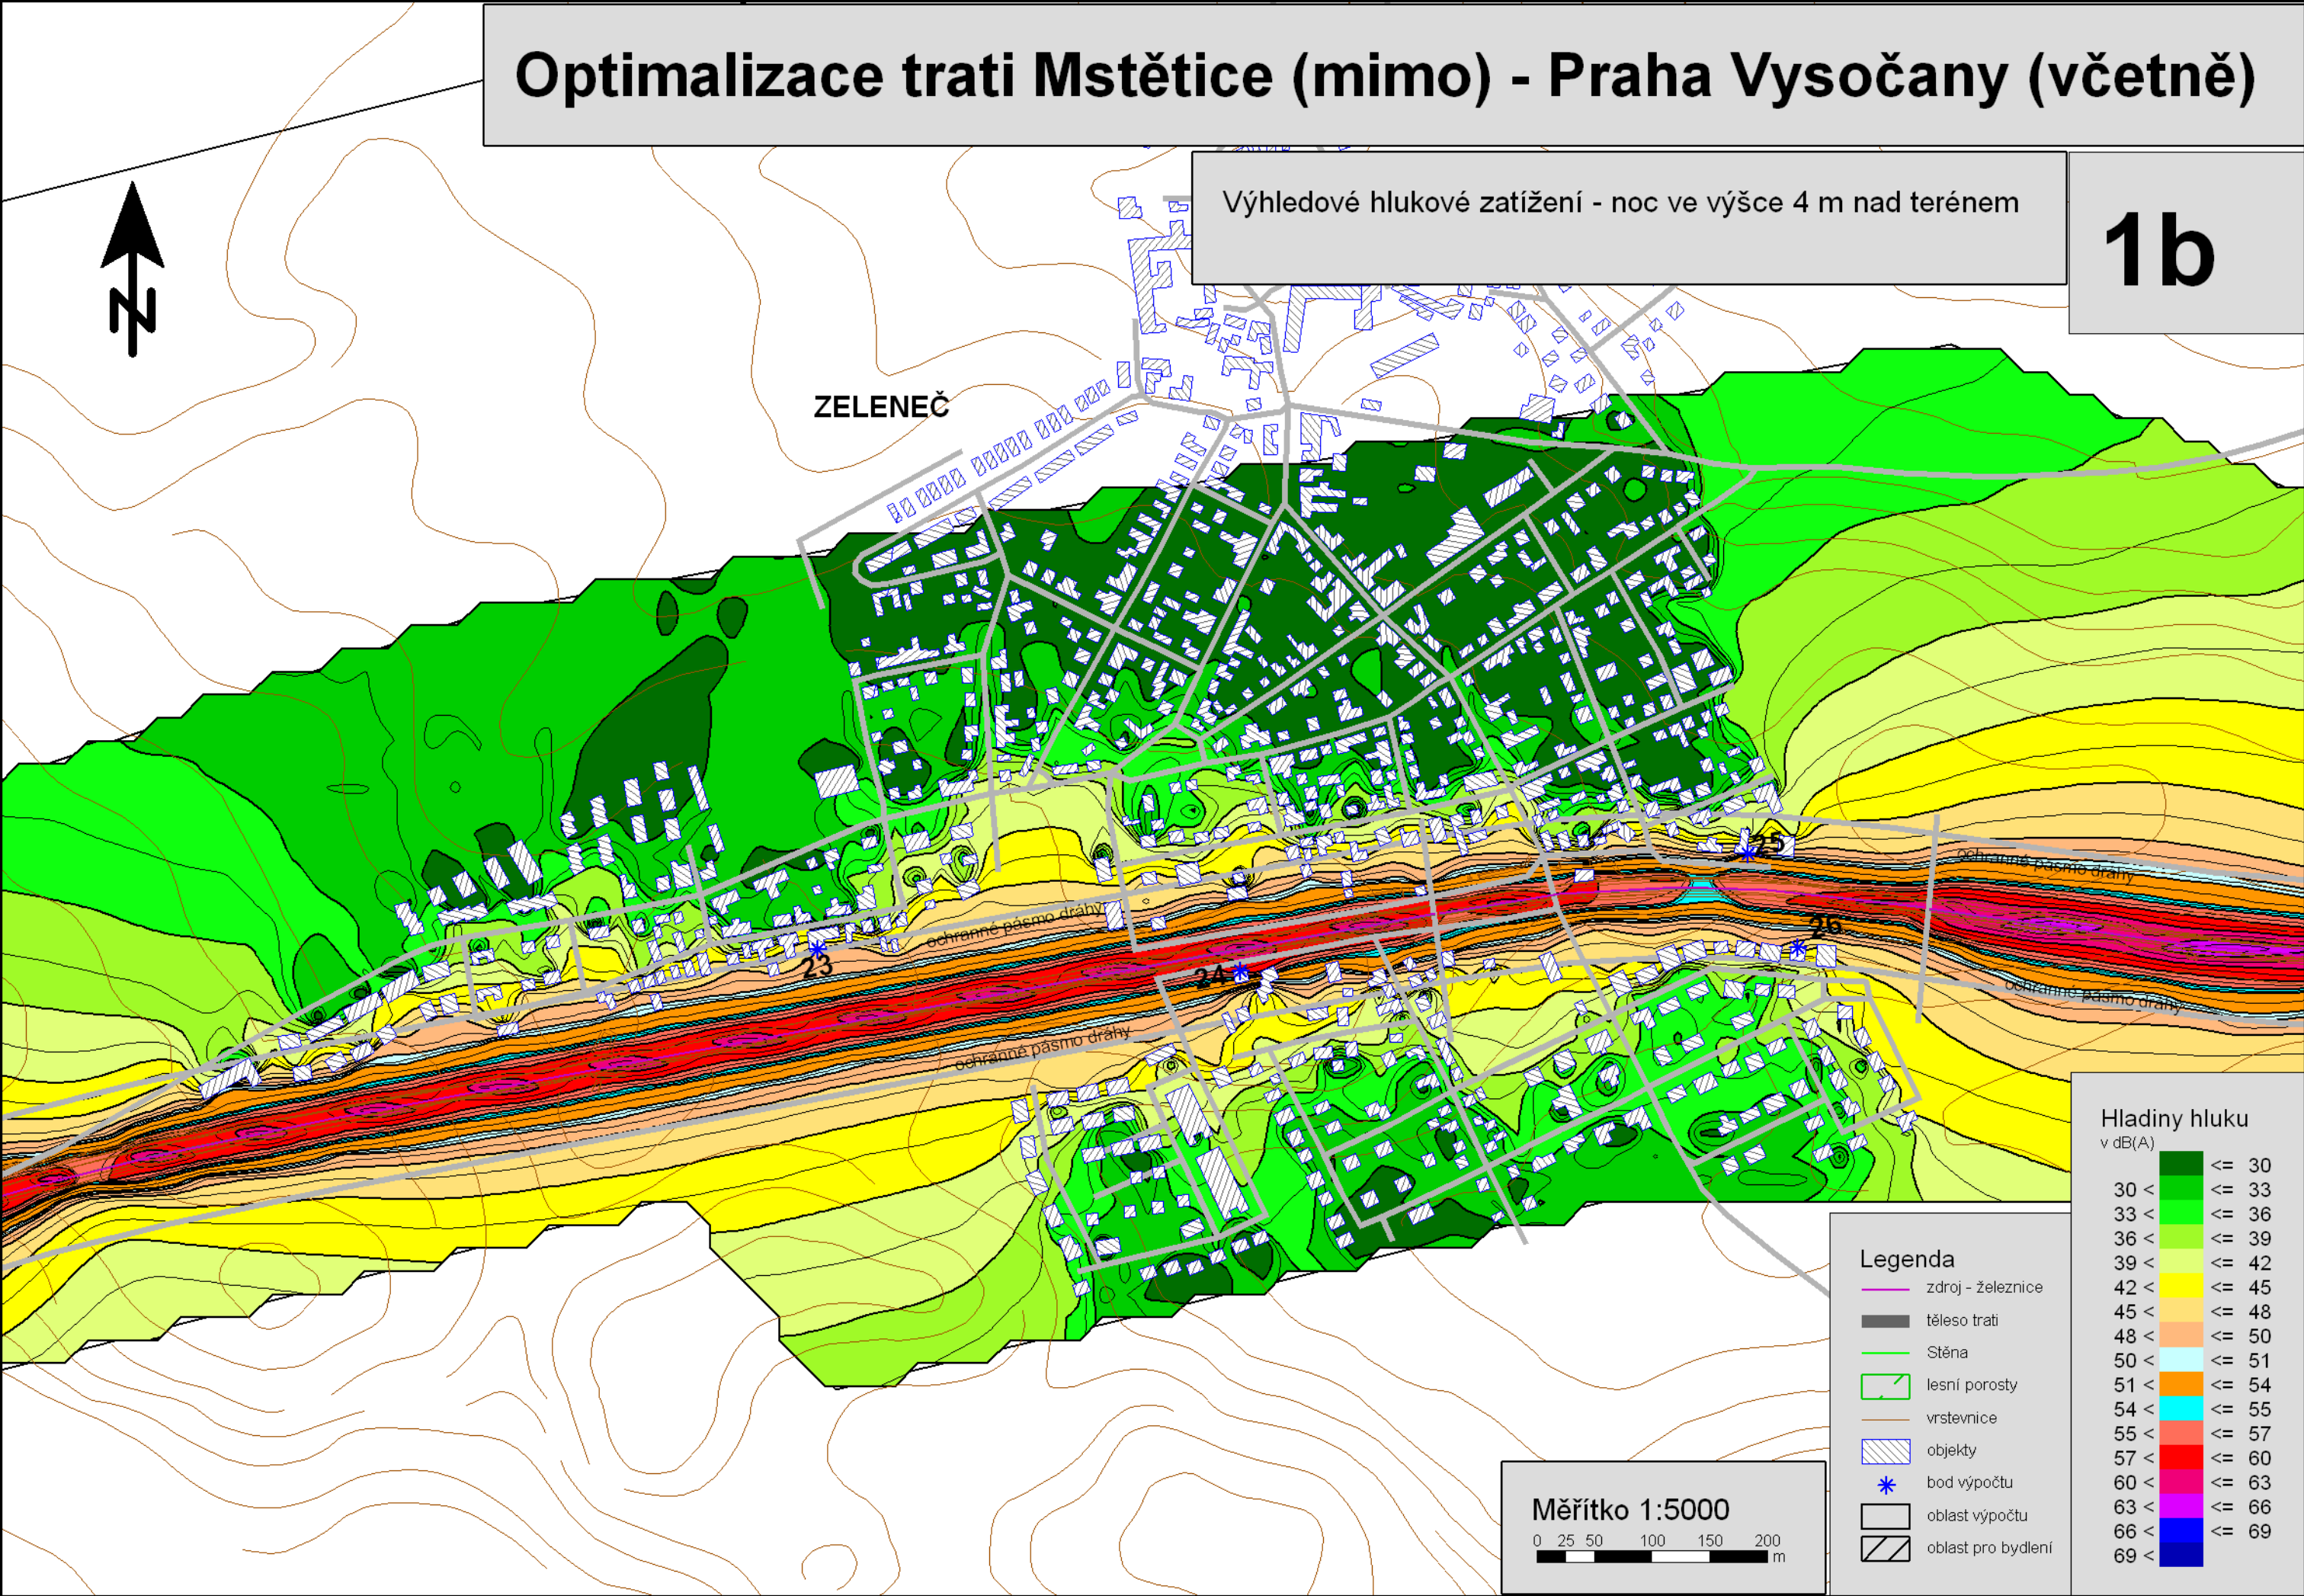 Optimalizace trati Mstětice (mimo) - Praha Vysočany (včetně)
Výhledové hlukové zatížení - noc ve výšce 4 m nad terénem
1b
N
ZELENEČ
25
ochranné pásmo dráhy
ochranné pásmo dráhy
26
23
24
ochranné pásmo dráhy
ochranné pásmo dráhy
Hladiny hluku
v dB(A)
<= 30
30 < <= 33
33 < <= 36
36 < <= 39
39 < <= 42
42 < <= 45
45 < <= 48
48 < <= 50
50 < <= 51
51 < <= 54
54 < <= 55
55 < <= 57
57 < <= 60
60 < <= 63
63 < <= 66
66 < <= 69
69 <
Legenda
zdroj - železnice
těleso trati
Stěna
lesní porosty
vrstevnice
objekty
bod výpočtu
oblast výpočtu
oblast pro bydlení
Měřítko 1:5000
0 25 50 100 150 200
m